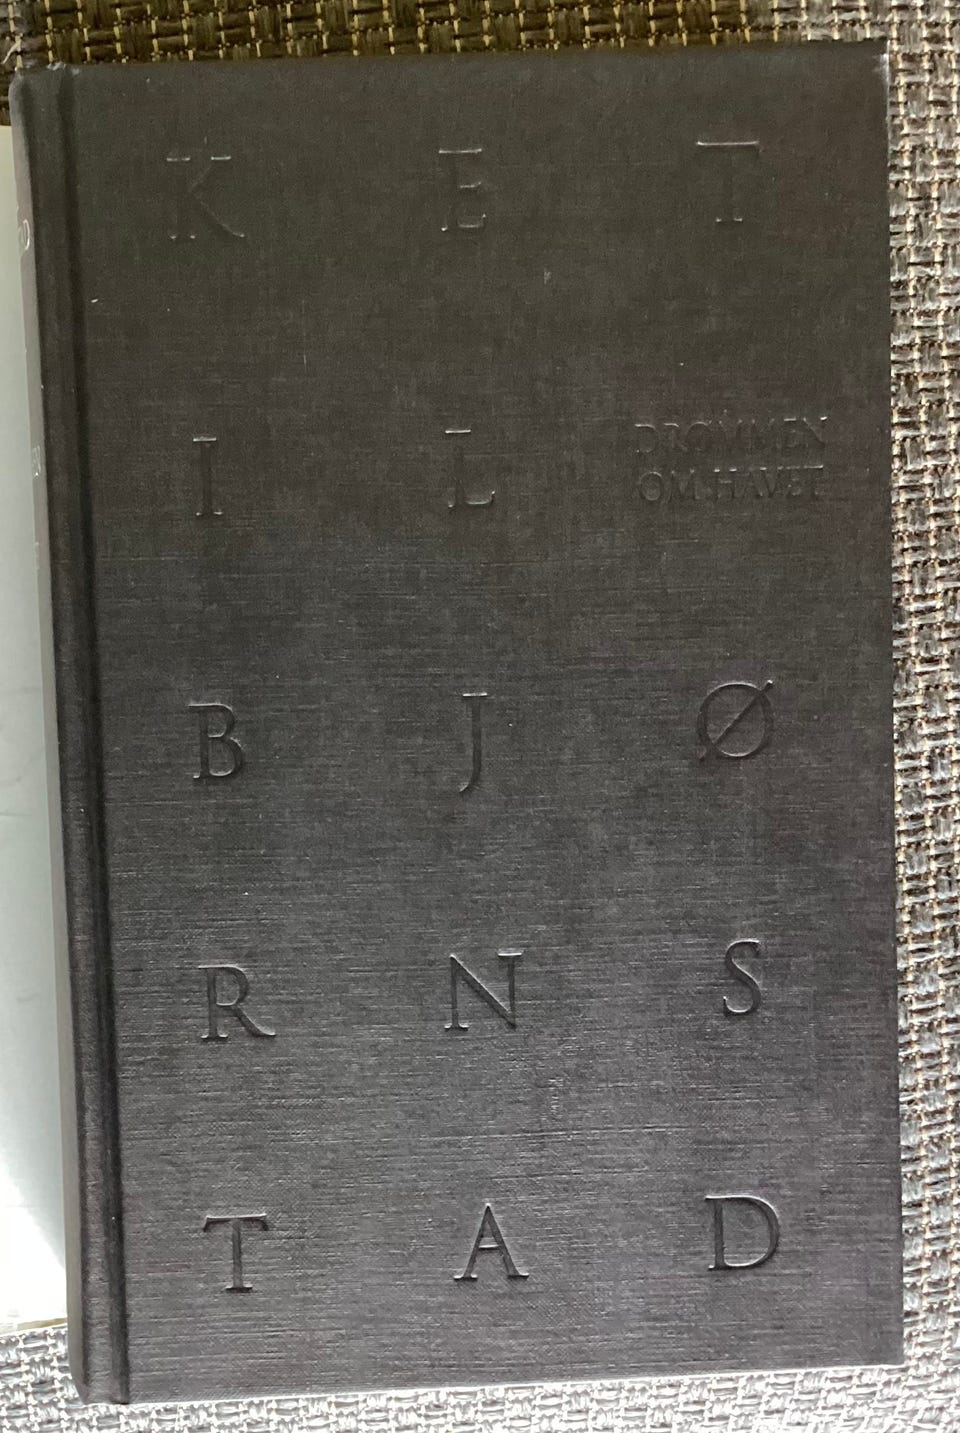 K E T
I L
DRØMMEN
OM HAVET
B J Ø
R N S
T A D